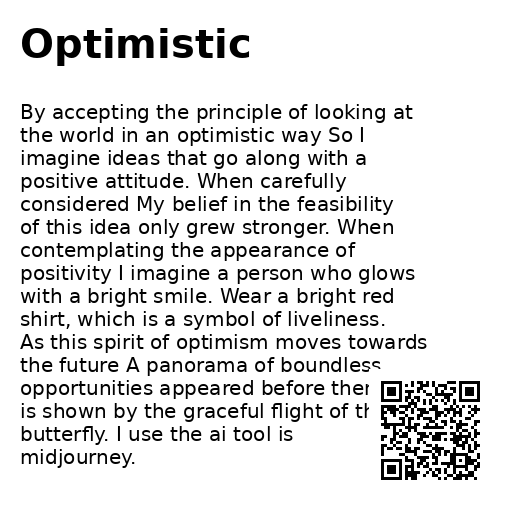 Optimistic
By accepting the principle of looking at
the world in an optimistic way So I
imagine ideas that go along with a
positive attitude. When carefully
considered My belief in the feasibility
of this idea only grew stronger. When
contemplating the appearance of
positivity I imagine a person who glows
with a bright smile. Wear a bright red
shirt, which is a symbol of liveliness.
As this spirit of optimism moves towards
the future A panorama of boundless
opportunities appeared before
is shown by the graceful flight of
butterfly. I use the ai tool is
midjourney.